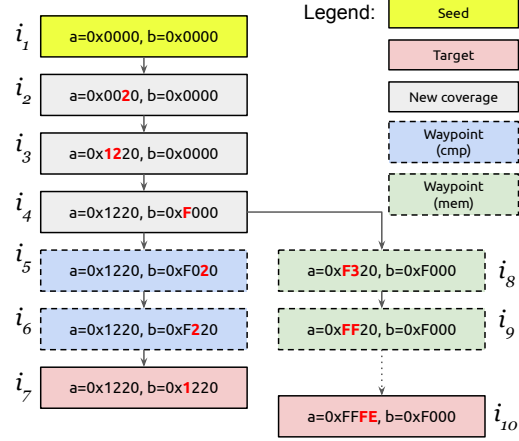 Legend:
Seed
Target
New coverage
Waypoint
(cmp)
Waypoint
(mem)
i1
a=0x0000, b=0x0000
i2
a=0x0020, b=0x0000
i3
a=0x1220, b=0x0000
i4
a=0x1220, b=0xF000
i5
a=0x1220, b=0xF020
i6
a=0x1220, b=0xF220
i7
a=0x1220, b=0x1220
a=0xF320, b=0xF000
i8
a=0xFF20, b=0xF000
i9
a=0xFFFE, b=0xF000
i10